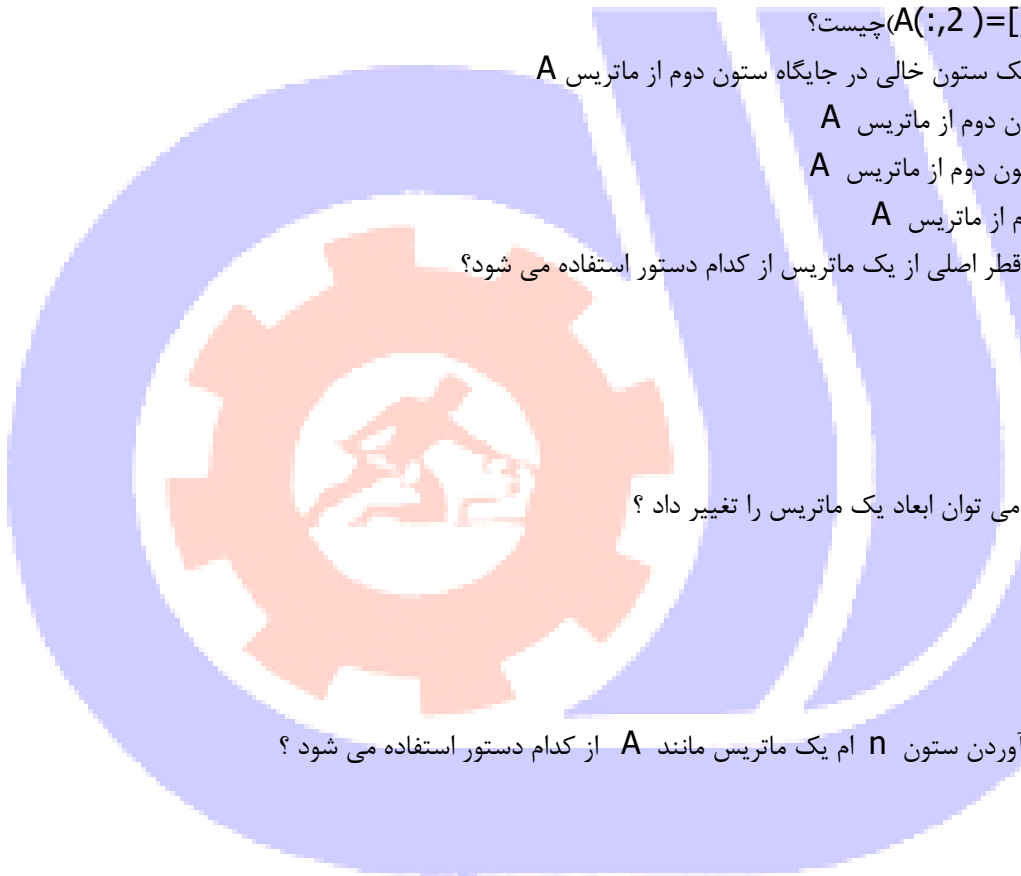 A(:,2 )=[)چیست؟
ک ستون خالی در جایگاه ستون دوم از ماتریس A
ن دوم از ماتریس A
ون دوم از ماتریس A
م از ماتریس A
قطر اصلی از یک ماتریس از کدام دستور استفاده می شود؟
می توان ابعاد یک ماتریس را تغییر داد ؟
آوردن ستون n ام یک ماتریس مانند A از کدام دستور استفاده می شود ؟